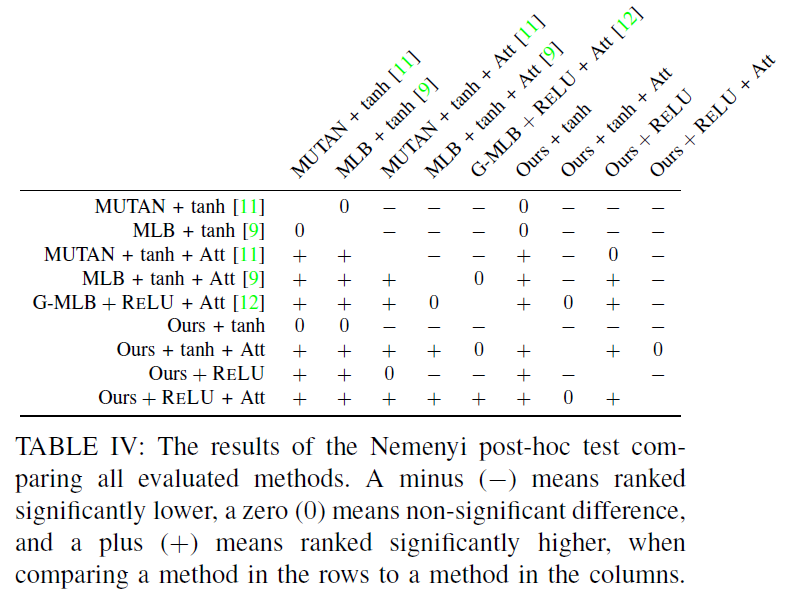 MUTAN + tanh [11]
MLB + tanh [9]
MUTAN + tanh + Att [11]
MLB + tanh + Att [9]
G-MLB + RELU + Att [12]
Ours + tanh
Ours + tanh + Att
Ours + RELU
Ours + RELU + Att
MUTAN + tanh [11] 0 − − − 0 − − −
MLB + tanh [9] 0 − − − 0 − − −
MUTAN + tanh + Att [11] + + − − + − 0 −
MLB + tanh + Att [9] + + + 0 + − + −
G-MLB + RELU + Att [12] + + + 0 + 0 + −
Ours + tanh 0 0 − − − − − −
Ours + tanh + Att + + + + 0 + + 0
Ours + RELU + + 0 − − + − −
Ours + RELU + Att + + + + + + 0 +
TABLE IV: The results of the Nemenyi post-hoc test com-
paring all evaluated methods. A minus (−) means ranked
significantly lower, a zero (0) means non-significant difference,
and a plus (+) means ranked significantly higher, when
comparing a method in the rows to a method in the columns.